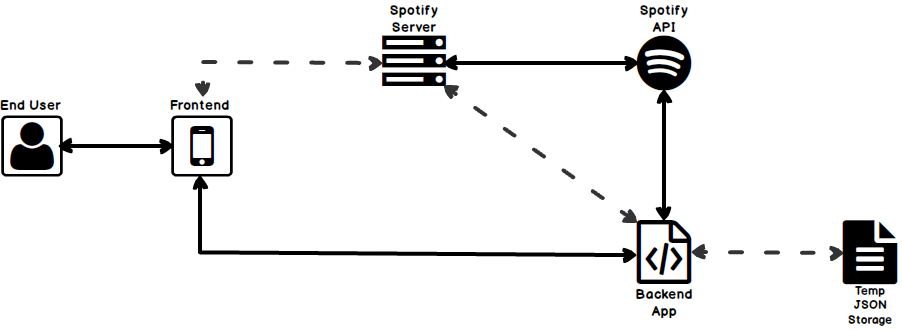 Spotify
Server
Spotify
API
End User
Frontend
Backend
App
Temp
JSON
Storage